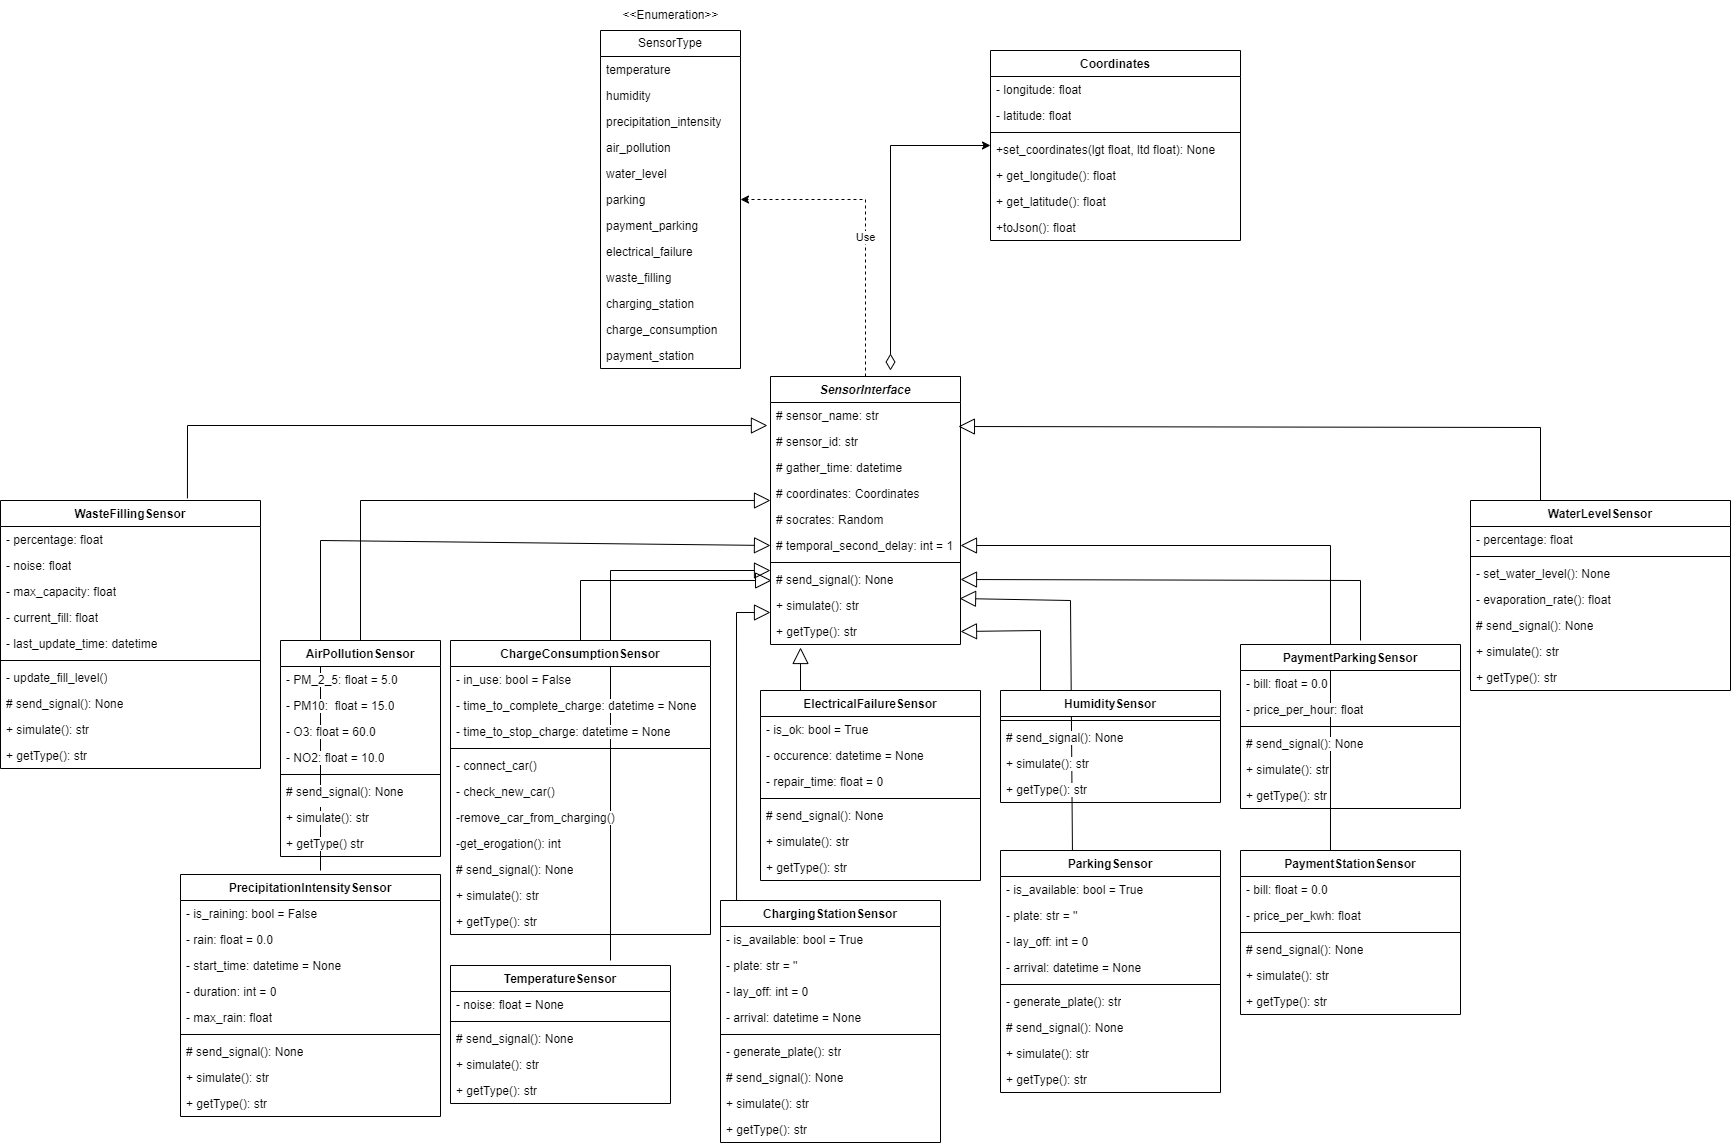 <<Enumeration>>
SensorType
temperature
humidity
precipitation_intensity
air_pollution
water_level
parking
payment_parking
electrical_failure
waste_filling
charging_station
charge_consumption
payment_station
Coordinates
- longitude: float
- latitude: float
+set_coordinates(lgt float, ltd float): None
+ get_longitude(): float
+ get_latitude(): float
+toJson(): float
Use
SensorInterface
# sensor_name: str
# sensor_id: str
# gather_time: datetime
# coordinates: Coordinates
# socrates: Random
# temporal_second_delay: int = 1
# send_signal(): None
+ simulate(): str
+ getType(): str
WasteFillingSensor
- percentage: float
- noise: float
- max_capacity: float
- current_fill: float
- last_update_time: datetime
- update_fill_level()
# send_signal(): None
+ simulate(): str
+ getType(): str
AirPollutionSensor
- PM_2_5: float = 5.0
- PM10:  float = 15.0
- O3: float = 60.0
- NO2: float = 10.0
# send_signal(): None
+ simulate(): str
+ getType() str
PrecipitationIntensitySensor
- is_raining: bool = False
- rain: float = 0.0
- start_time: datetime = None
- duration: int = 0
- max_rain: float
# send_signal(): None
+ simulate(): str
+ getType(): str
ChargeConsumptionSensor
- in_use: bool = False
- time_to_complete_charge: datetime = None
- time_to_stop_charge: datetime = None
- connect_car()
- check_new_car()
-remove_car_from_charging()
-get_erogation(): int
# send_signal(): None
+ simulate(): str
+ getType(): str
TemperatureSensor
- noise: float = None
# send_signal(): None
+ simulate(): str
+ getType(): str
ElectricalFailureSensor
- is_ok: bool = True
- occurence: datetime = None
- repair_time: float = 0
# send_signal(): None
+ simulate(): str
+ getType(): str
ChargingStationSensor
- is_available: bool = True
- plate: str = ''
- lay_off: int = 0
- arrival: datetime = None
- generate_plate(): str
# send_signal(): None
+ simulate(): str
+ getType(): str
HumiditySensor
# send_signal(): None
+ simulate(): str
+ getType(): str
ParkingSensor
- is_available: bool = True
- plate: str = ''
- lay_off: int = 0
- arrival: datetime = None
- generate_plate(): str
# send_signal(): None
+ simulate(): str
+ getType(): str
PaymentParkingSensor
- bill: float = 0.0
- price_per_hour: float
# send_signal(): None
+ simulate(): str
+ getType(): str
PaymentStationSensor
- bill: float = 0.0
- price_per_kwh: float
# send_signal(): None
+ simulate(): str
+ getType(): str
WaterLevelSensor
- percentage: float
- set_water_level(): None
- evaporation_rate(): float
# send_signal(): None
+ simulate(): str
+ getType(): str